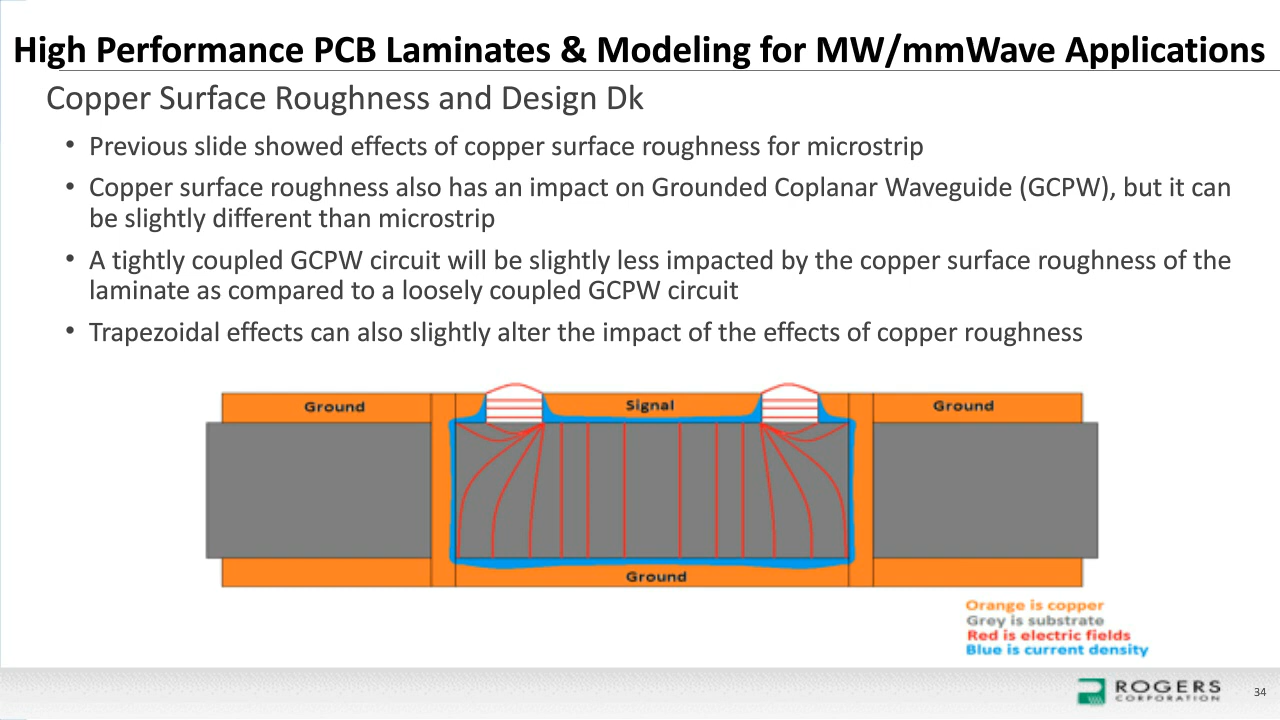 High Performance PCB Laminates & Modeling for MW/mmWave Applications
Copper Surface Roughness and Design Dk
• Previous slide showed effects of copper surface roughness for microstrip
• Copper surface roughness also has an impact on Grounded Coplanar Waveguide (GCPW), but it can
be slightly different than microstrip
• A tightly coupled GCPW circuit will be slightly less impacted by the copper surface roughness of the
laminate as compared to a loosely coupled GCPW circuit
• Trapezoidal effects can also slightly alter the impact of the effects of copper roughness
Ground
Signal
Ground
Ground
Orange is copper
Grey is substrate
Red is electric fields
Blue is current density
ROGERS
CORPORATION
34